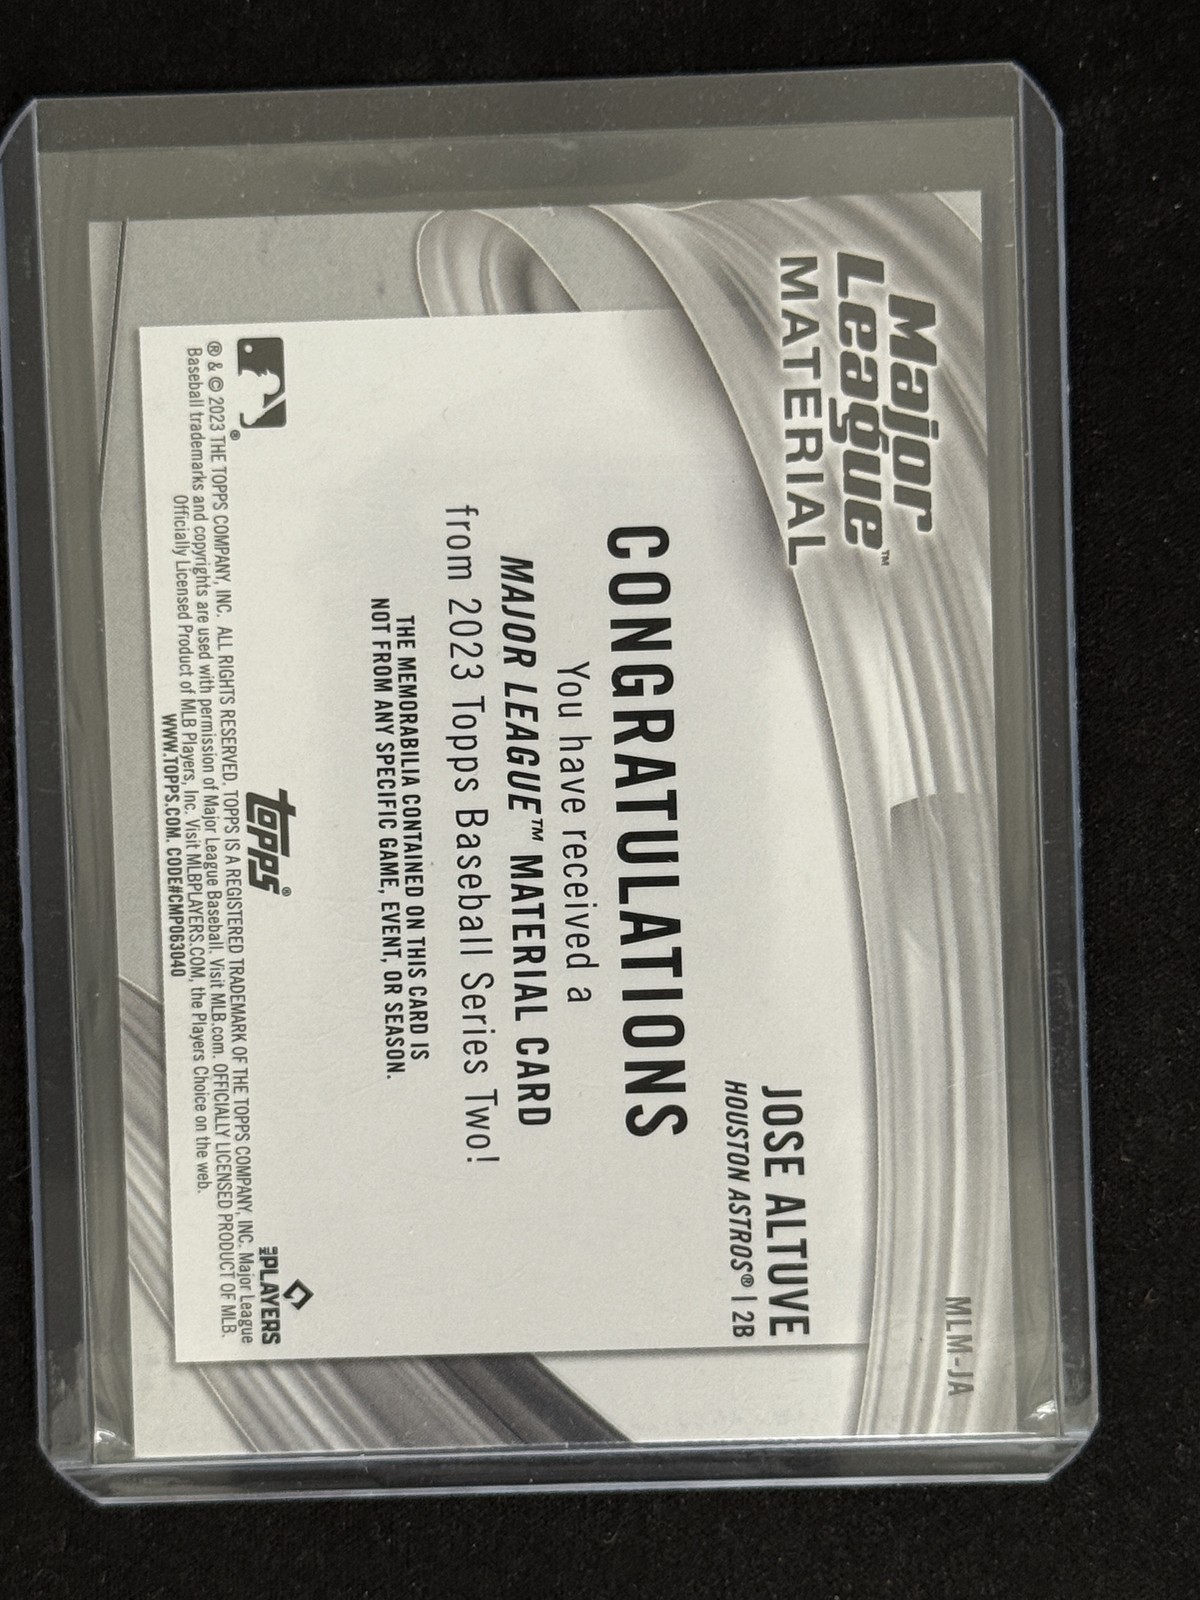 Major
League™
MATERIAL
MLM-JA
JOSE ALTUVE
HOUSTON ASTROS® | 2B
CONGRATULATIONS
You have received a
MAJOR LEAGUE™ MATERIAL CARD
from 2023 Topps Baseball Series Two!
THE MEMORABILIA CONTAINED ON THIS CARD IS
NOT FROM ANY SPECIFIC GAME, EVENT, OR SEASON.
®
topps®
MLB PLAYERS
® & © 2023 THE TOPPS COMPANY, INC. ALL RIGHTS RESERVED. TOPPS IS A REGISTERED TRADEMARK OF THE TOPPS COMPANY, INC. Major League
Baseball trademarks and copyrights are used with permission of Major League Baseball. Visit MLB.com. OFFICIALLY LICENSED PRODUCT OF MLB.
Officially Licensed Product of MLB Players, Inc. Visit MLBPLAYERS.COM, the Players Choice on the web.
WWW.TOPPS.COM. CODE#CMP063040